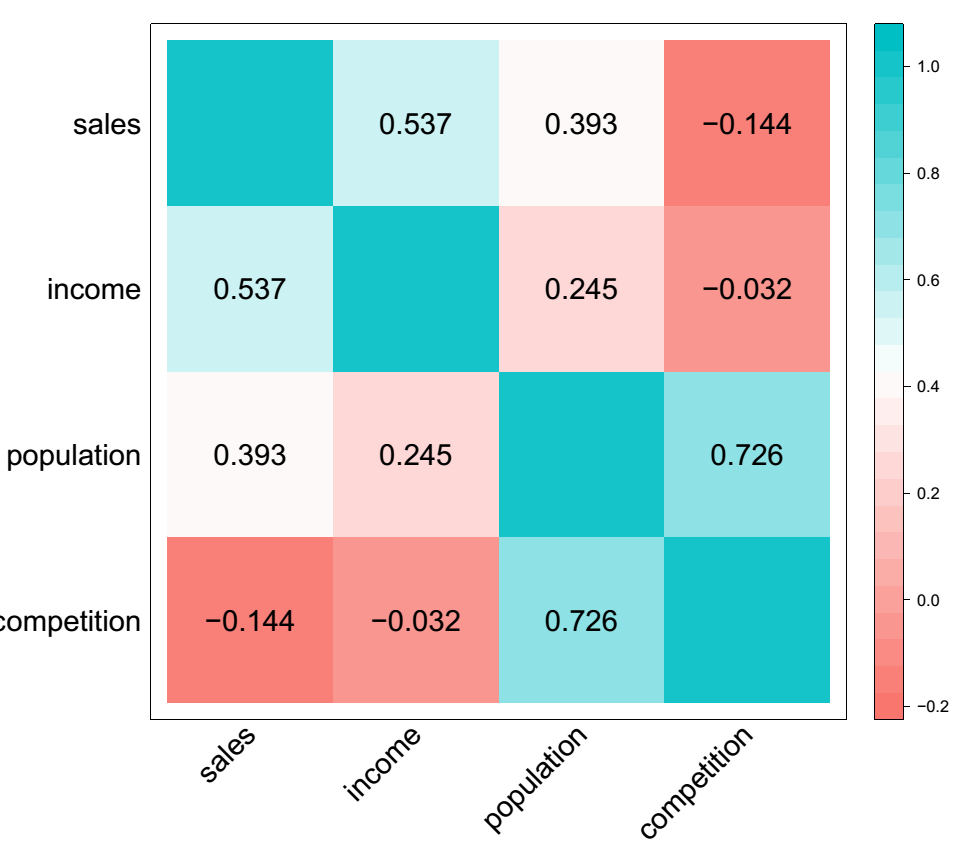 1.0
sales 0.537 0.393 −0.144
0.8
income 0.537 0.245 −0.032
0.6
0.4
population 0.393 0.245 0.726
0.2
0.0
competition −0.144 −0.032 0.726
−0.2
sales income population competition